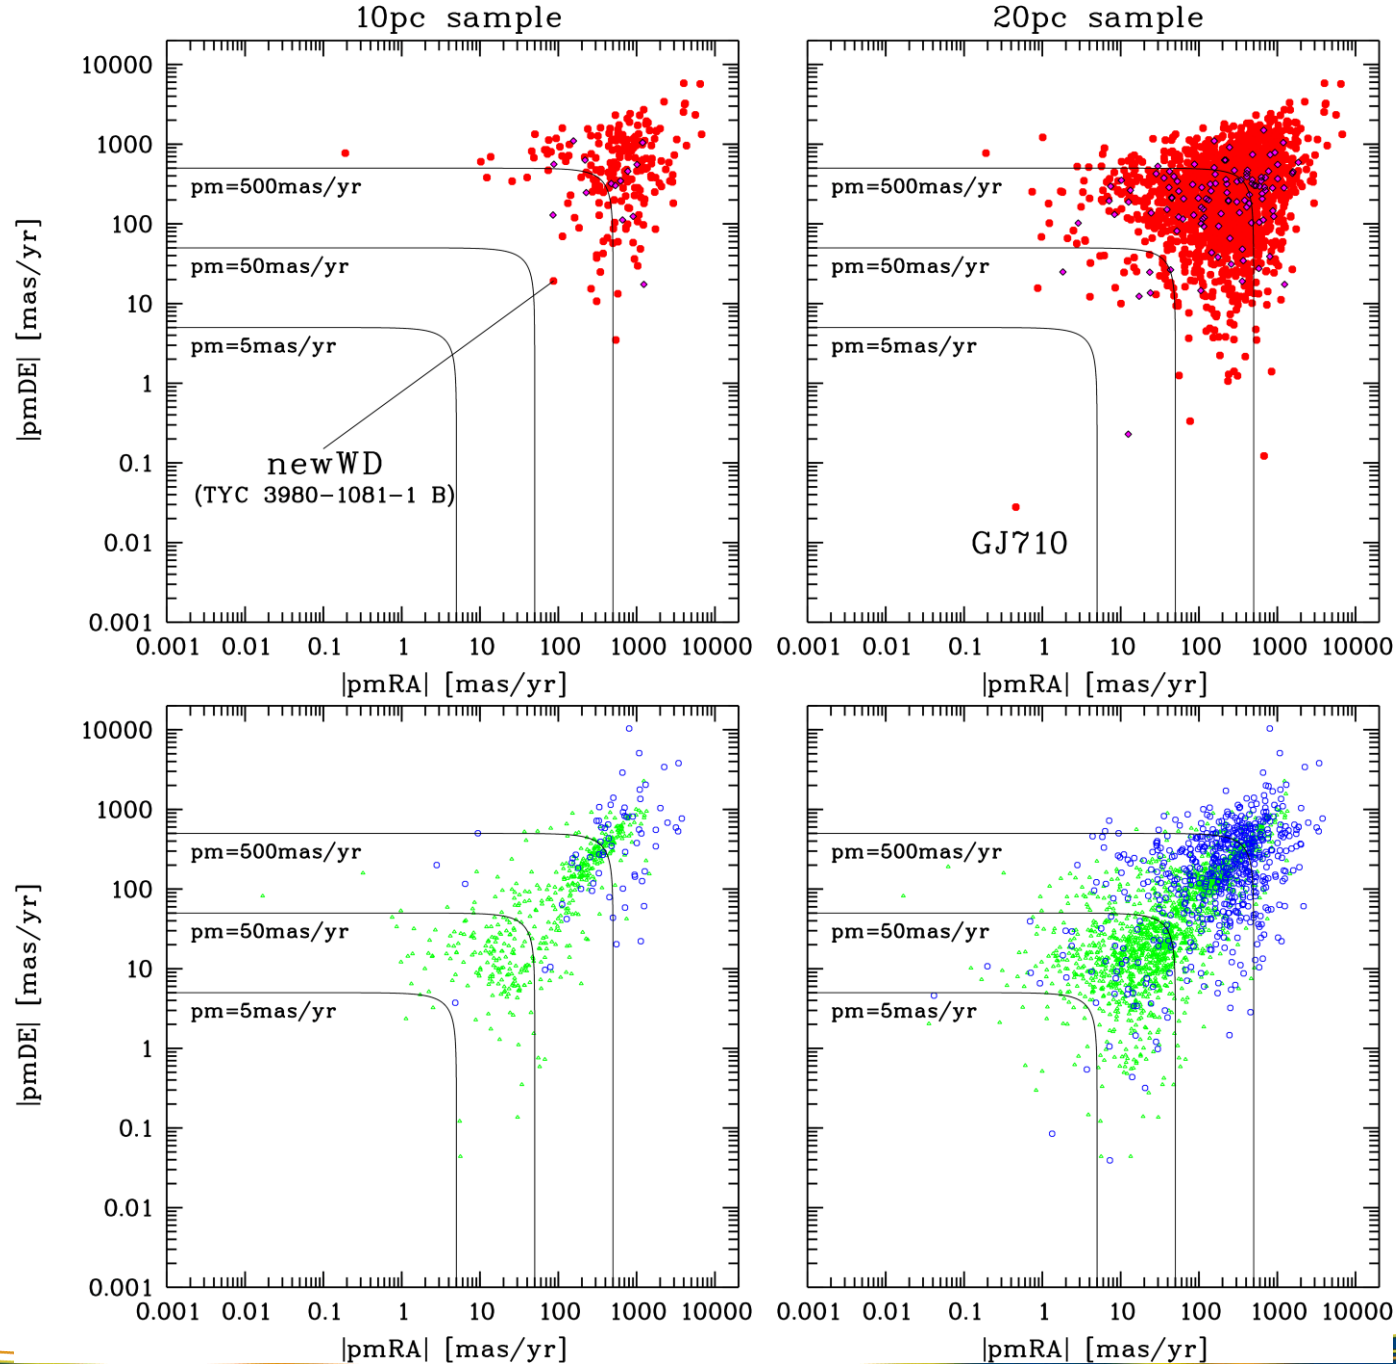 10pc sample
20pc sample
10000
1000
100
10
1
0.1
0.01
0.001
|pmDE| [mas/yr]
pm=500mas/yr
pm=50mas/yr
pm=5mas/yr
newWD
(TYC 3980-1081-1 B)
0.001 0.01 0.1 1 10 100 1000 10000
|pmRA| [mas/yr]
pm=500mas/yr
pm=50mas/yr
pm=5mas/yr
GJ710
0.001 0.01 0.1 1 10 100 1000 10000
|pmRA| [mas/yr]
10000
1000
100
10
1
0.1
0.01
0.001
|pmDE| [mas/yr]
pm=500mas/yr
pm=50mas/yr
pm=5mas/yr
0.001 0.01 0.1 1 10 100 1000 10000
|pmRA| [mas/yr]
pm=500mas/yr
pm=50mas/yr
pm=5mas/yr
0.001 0.01 0.1 1 10 100 1000 10000
|pmRA| [mas/yr]